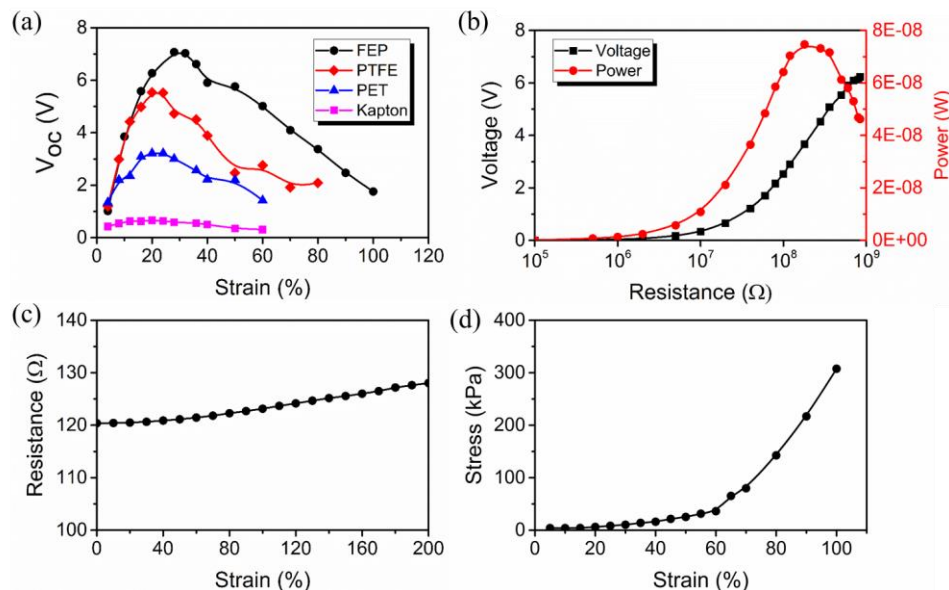 (a)
8
6
4
2
0
V_OC (V)
FEP
PTFE
PET
Kapton
0 20 40 60 80 100 120
Strain (%)
(b)
8
6
4
2
0
Voltage (V)
Voltage
Power
8E-08
6E-08
4E-08
2E-08
0E+00
Power (W)
10^5 10^6 10^7 10^8 10^9
Resistance (Ω)
(c)
140
130
120
110
100
Resistance (Ω)
0 40 80 120 160 200
Strain (%)
(d)
400
300
200
100
0
Stress (kPa)
0 20 40 60 80 100
Strain (%)